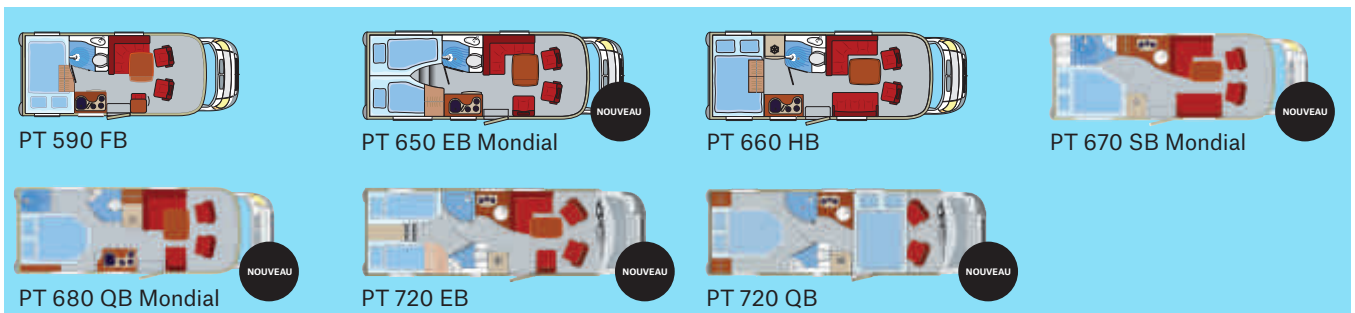 PT 590 FB
NOUVEAU
PT 650 EB Mondial
PT 660 HB
NOUVEAU
PT 670 SB Mondial
NOUVEAU
PT 680 QB Mondial
NOUVEAU
PT 720 EB
NOUVEAU
PT 720 QB